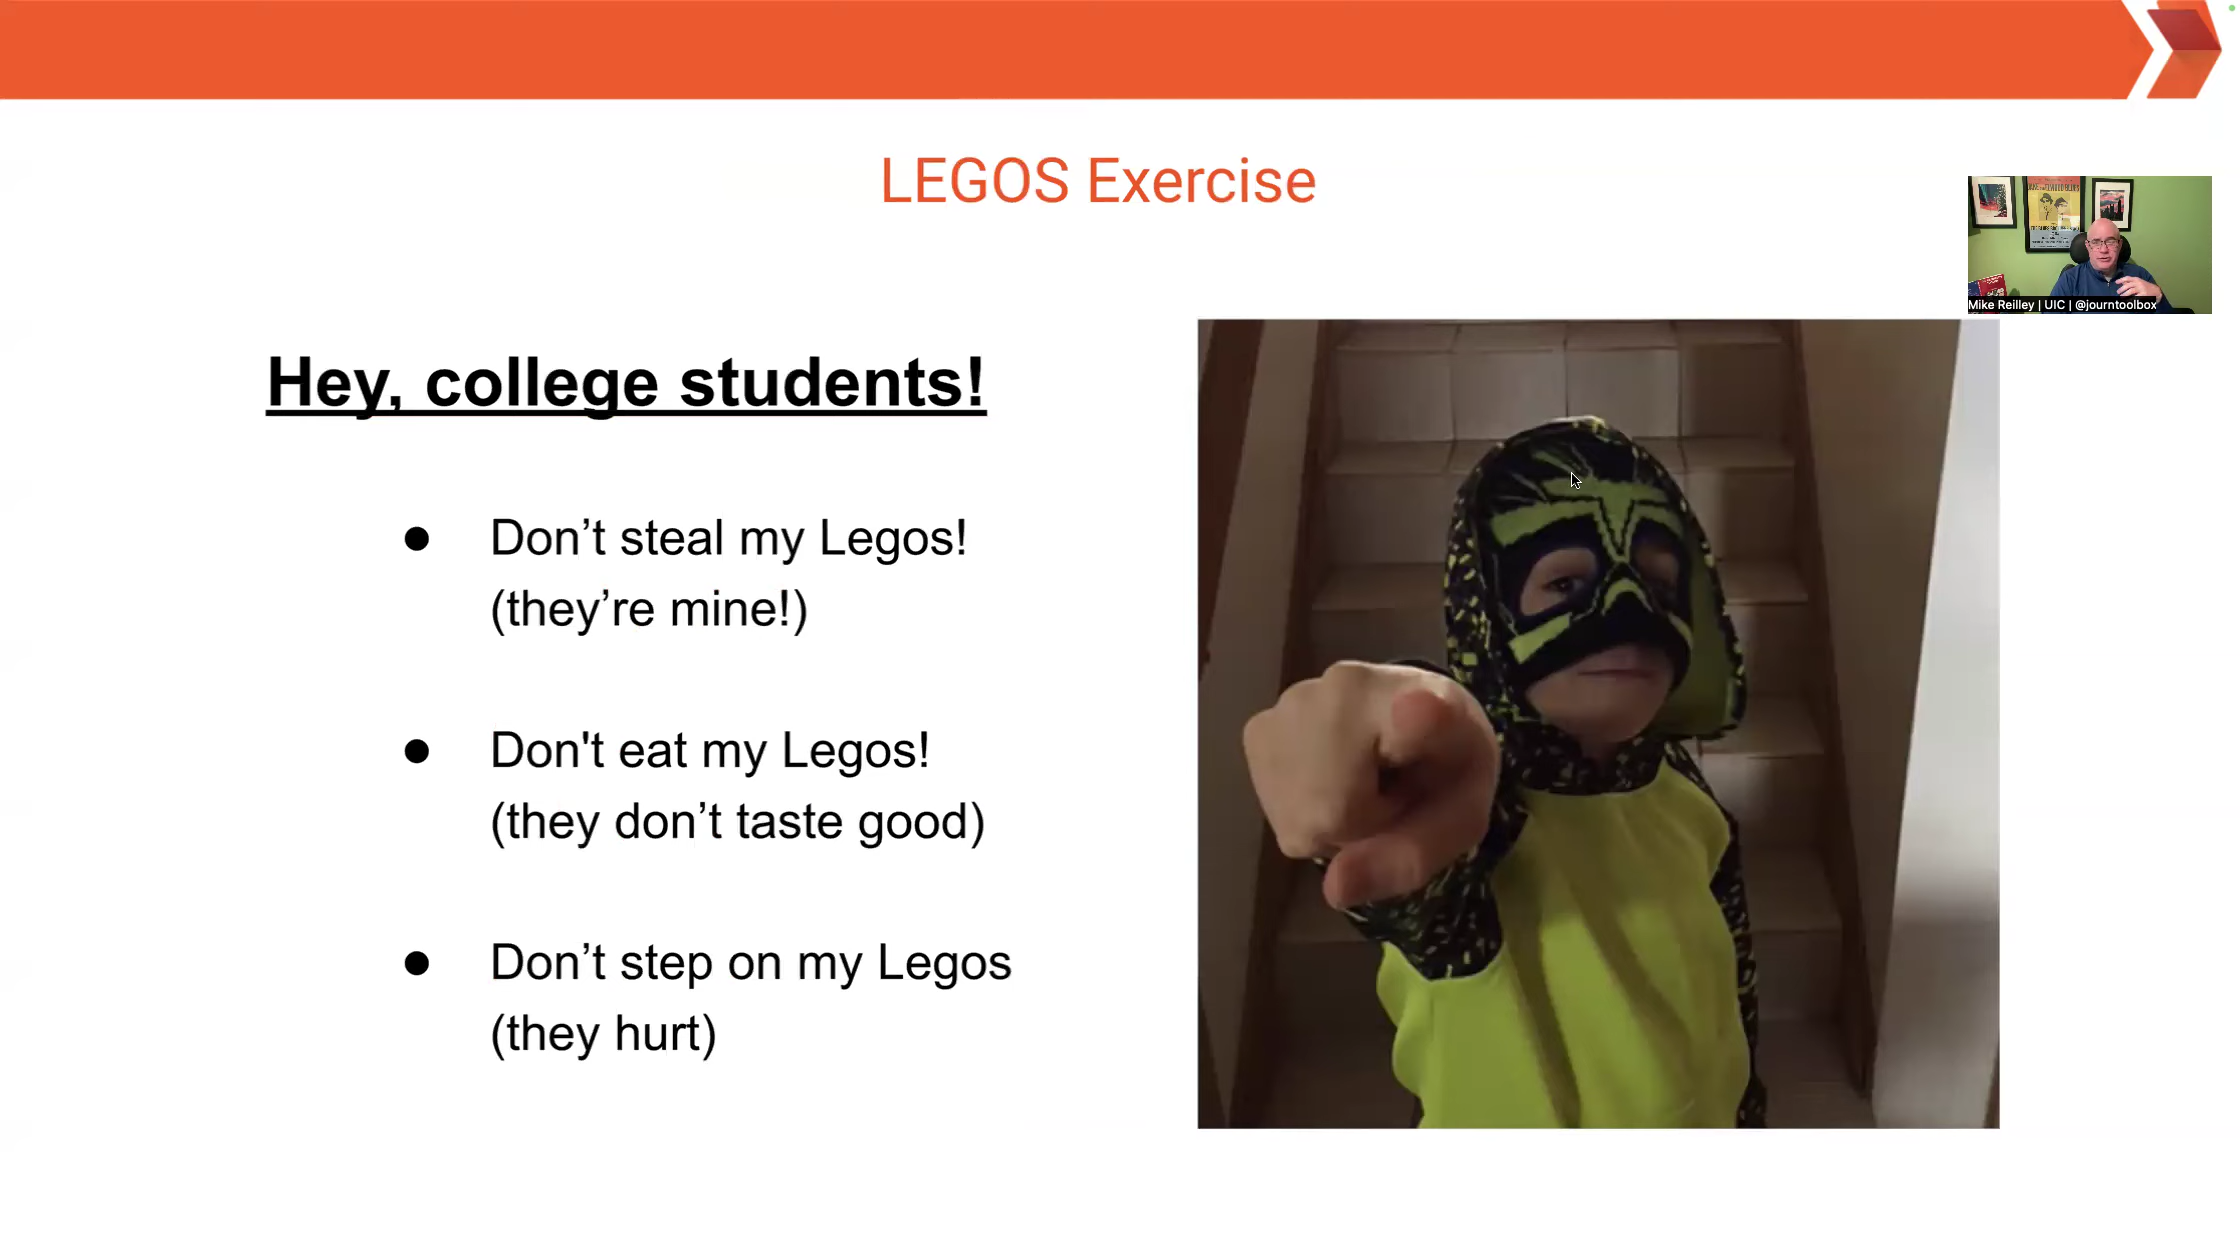 LEGOS Exercise
Mike Reilley | UIC | @journtoolbox
Hey, college students!
● Don’t steal my Legos!
(they’re mine!)
● Don't eat my Legos!
(they don’t taste good)
● Don’t step on my Legos
(they hurt)